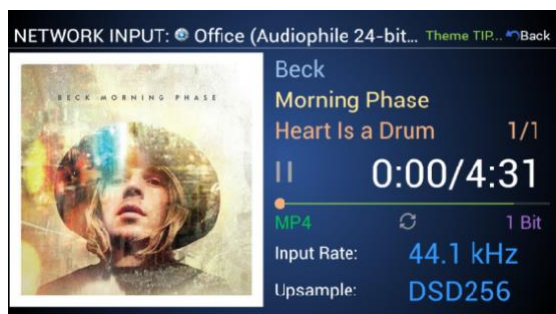 NETWORK INPUT: Office (Audiophile 24-bit... Theme TIP... Back
BECK MORNING PHASE
Beck
Morning Phase
Heart Is a Drum 1/1
0:00/4:31
MP4 1 Bit
Input Rate: 44.1 kHz
Upsample: DSD256